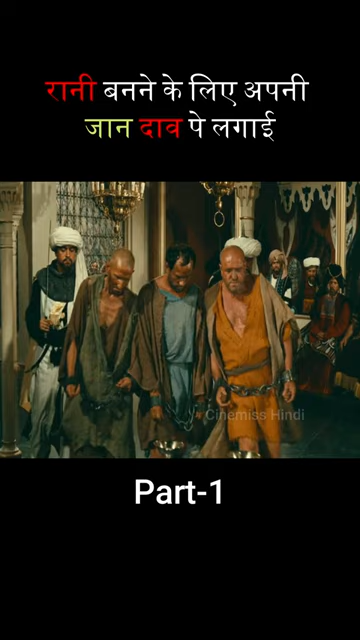 रानी बनने के लिए अपनी
जान दाव पे लगाई
Cinemiss Hindi
Part-1